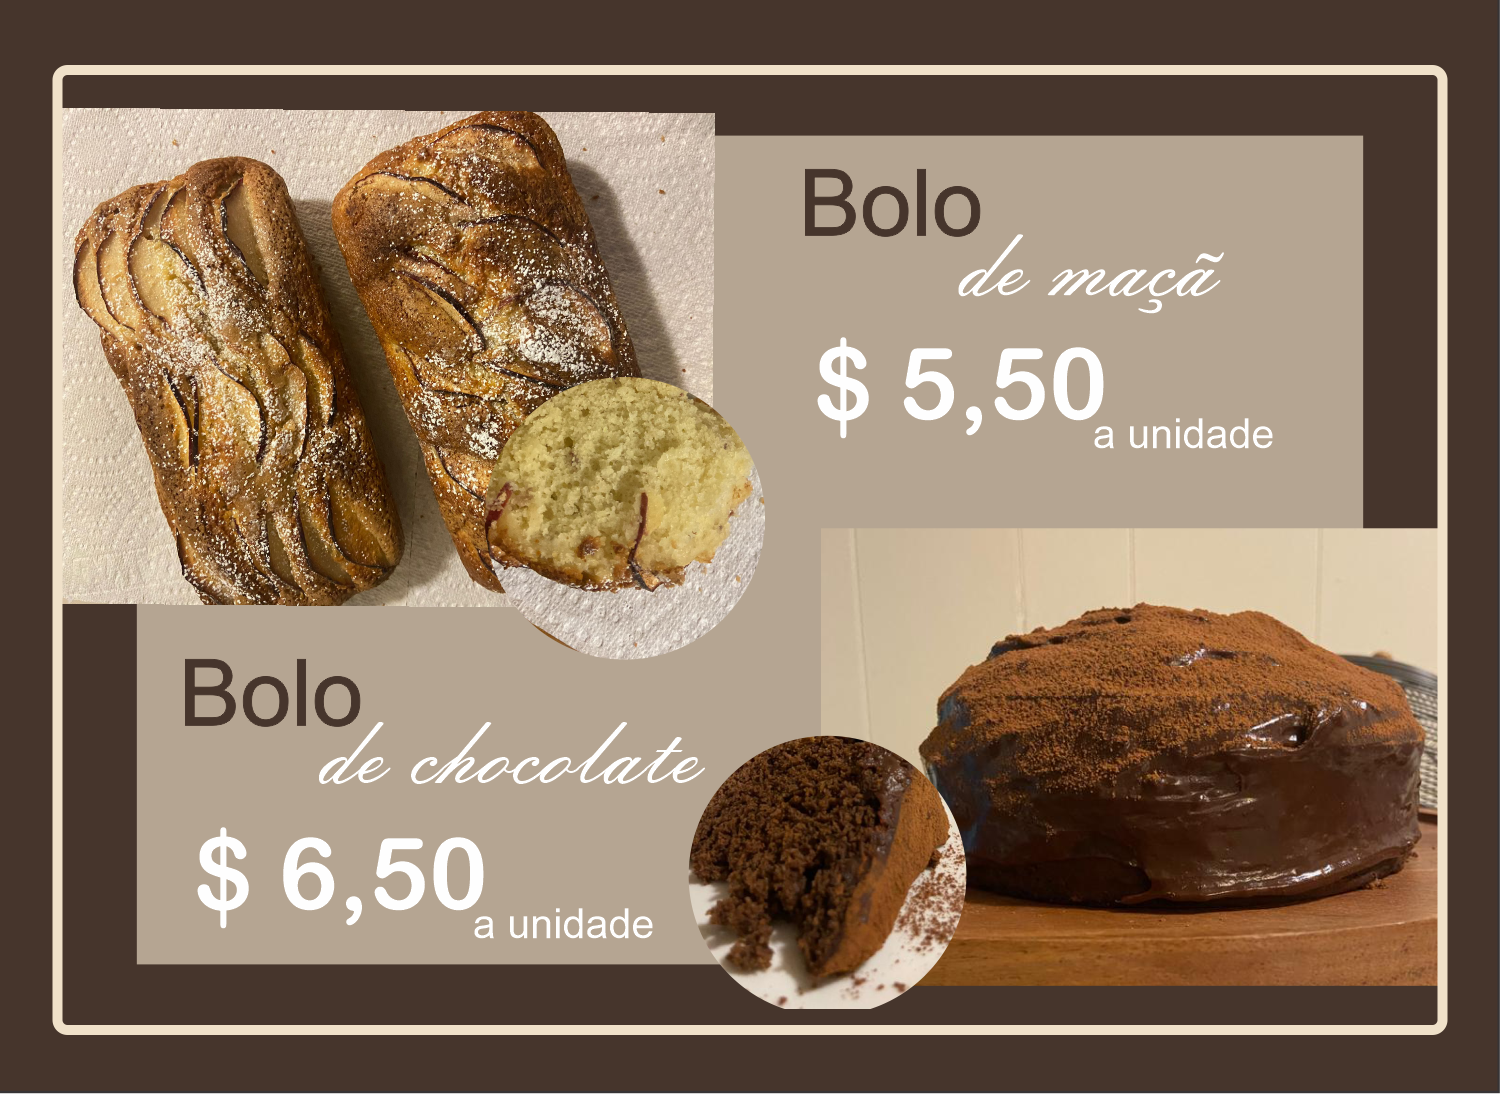 Bolo
de maçã
$ 5,50
a unidade
Bolo
de chocolate
$ 6,50
a unidade